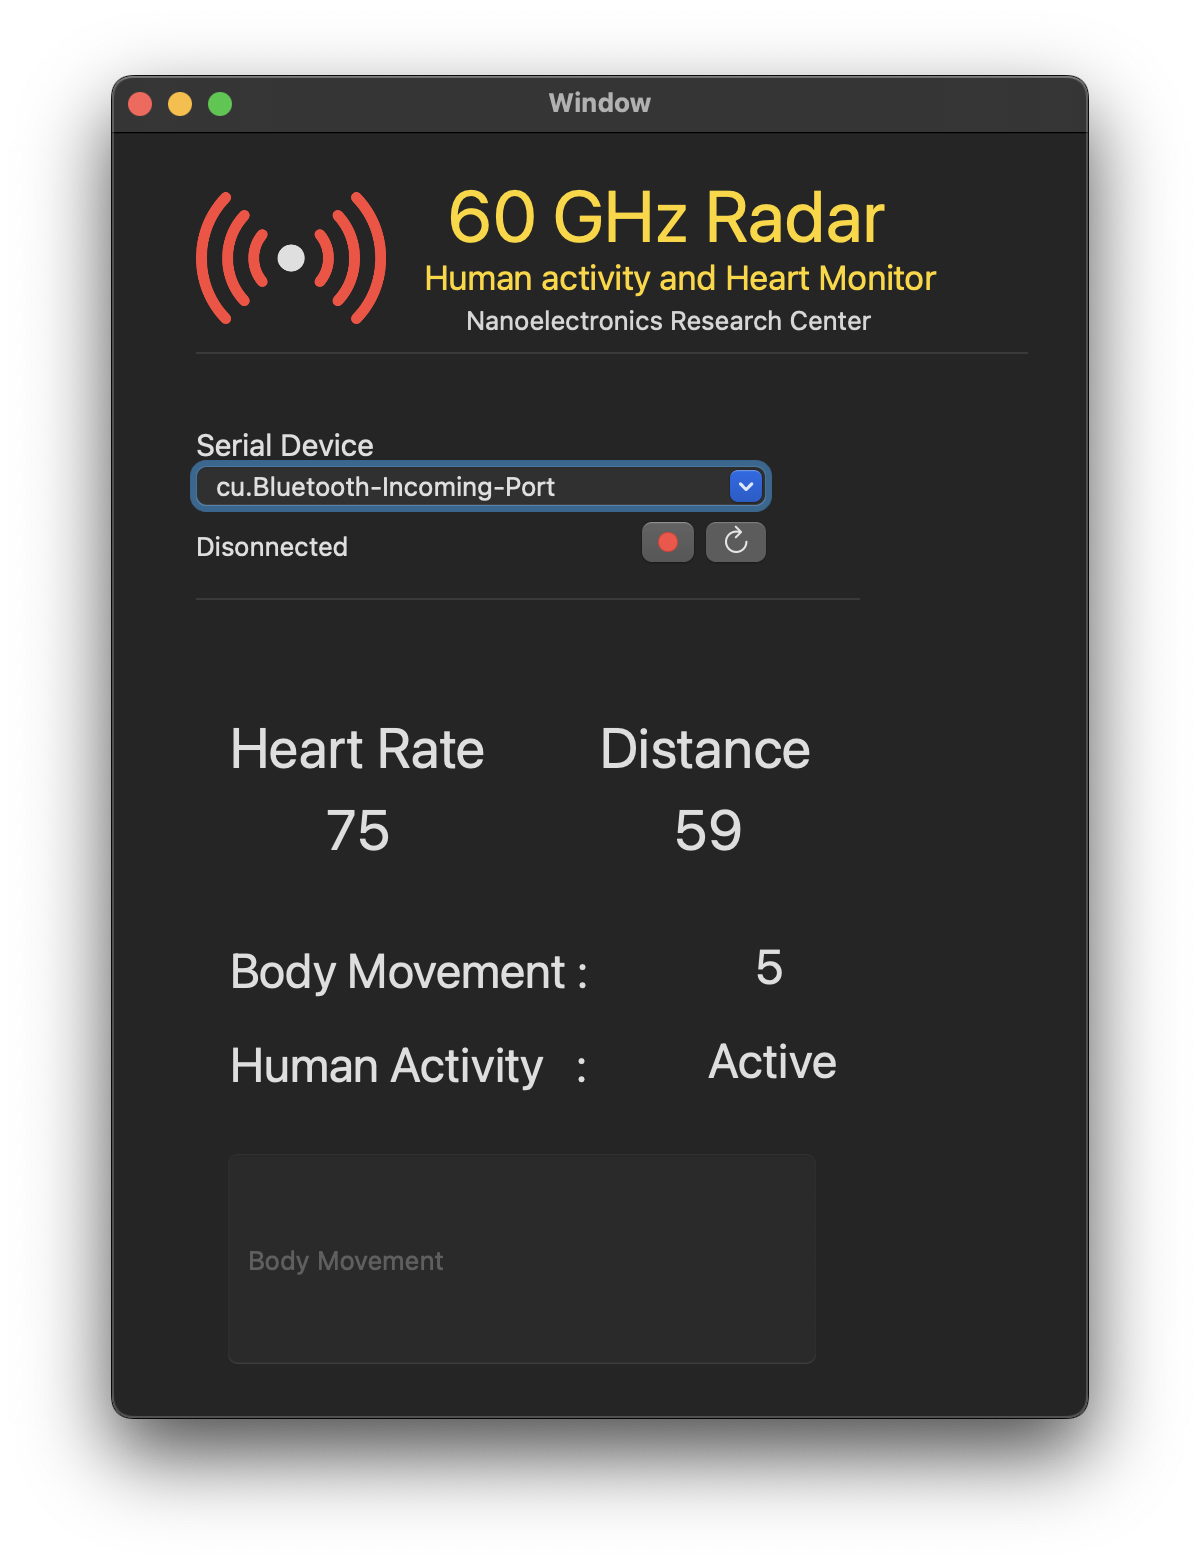 Window
60 GHz Radar
Human activity and Heart Monitor
Nanoelectronics Research Center
Serial Device
cu.Bluetooth-Incoming-Port
Disonnected
Heart Rate Distance
75 59
Body Movement : 5
Human Activity : Active
Body Movement